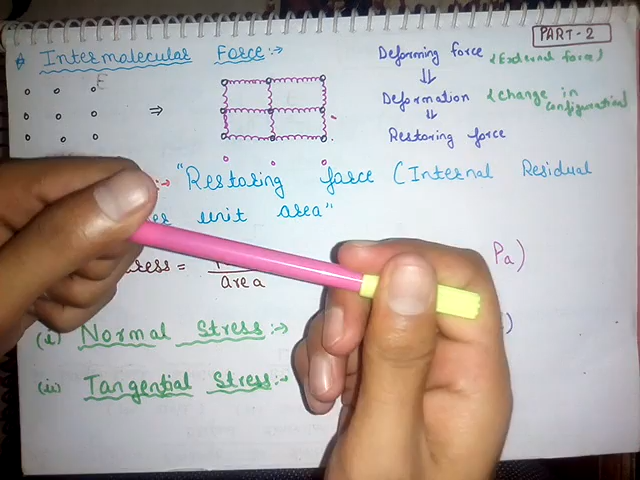 PART-2
* Intermolecular Force:→
Deforming force (External force)
⇒
⇓
Deformation (Change in configuration)
⇓
Restoring force
:→ "Restoring force (Internal Residual
unit area"
= 
area
Pa)
(i) Normal Stress:→
(ii) Tangential Stress:→